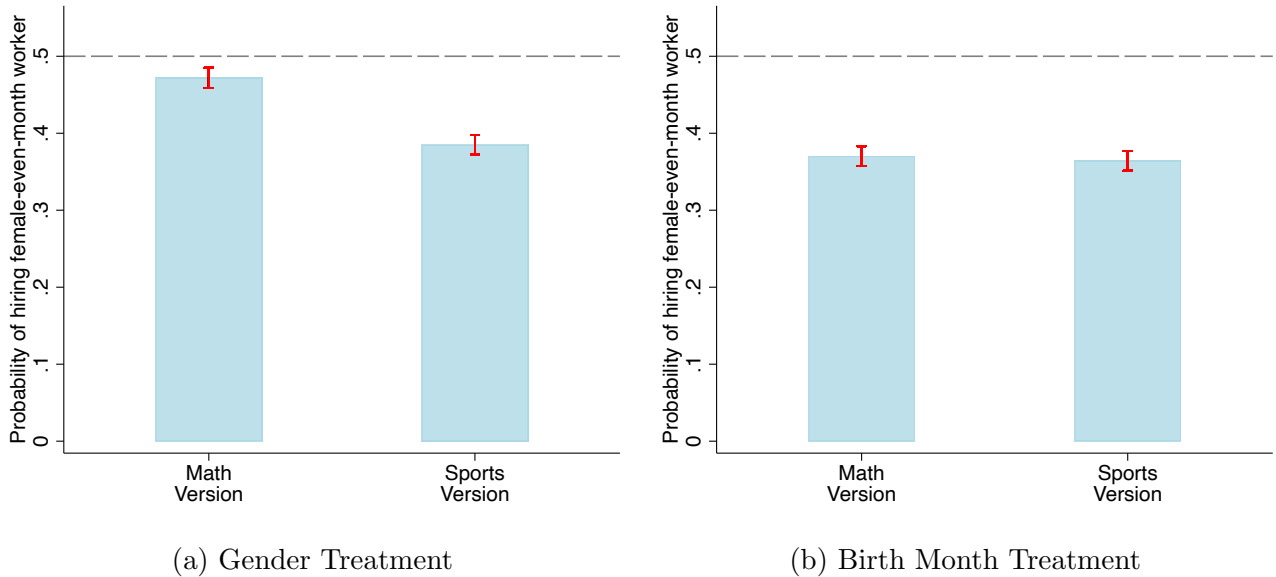 Probability of hiring female-even-month worker
.5
.4
.3
.2
.1
0
Math
Version
Sports
Version
(a) Gender Treatment
Probability of hiring female-even-month worker
.5
.4
.3
.2
.1
0
Math
Version
Sports
Version
(b) Birth Month Treatment